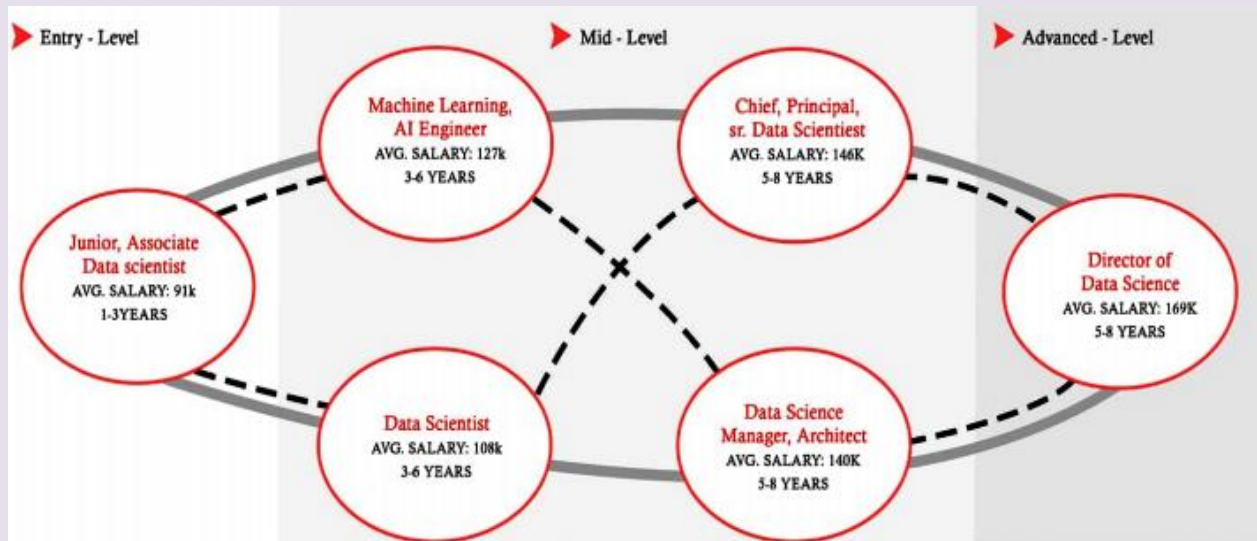 Entry - Level
Mid - Level
Advanced - Level
Machine Learning,
AI Engineer
AVG. SALARY: 127k
3-6 YEARS
Chief, Principal,
sr. Data Scientiest
AVG. SALARY: 146K
5-8 YEARS
Junior, Associate
Data scientist
AVG. SALARY: 91k
1-3YEARS
Director of
Data Science
AVG. SALARY: 169K
5-8 YEARS
Data Scientist
AVG. SALARY: 108k
3-6 YEARS
Data Science
Manager, Architect
AVG. SALARY: 140K
5-8 YEARS